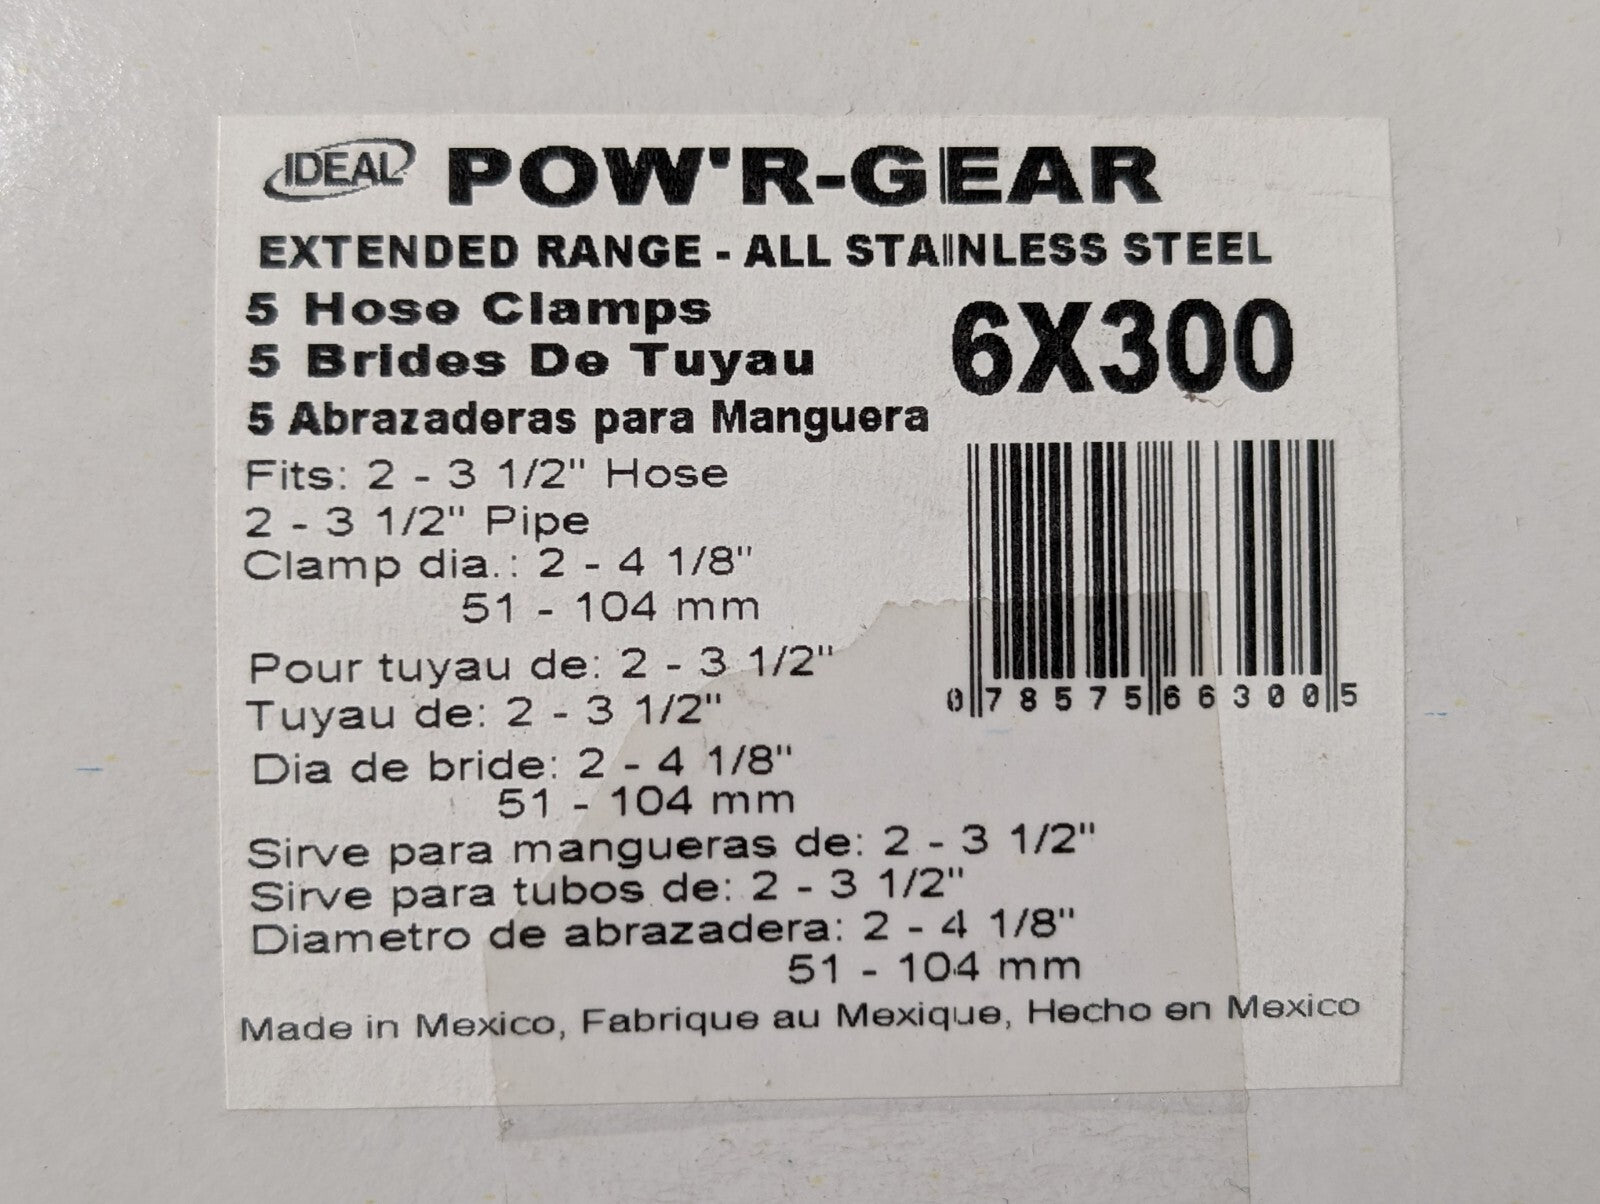 IDEAL POW'R-GEAR
EXTENDED RANGE - ALL STAINLESS STEEL
5 Hose Clamps
5 Brides De Tuyau
6X300
5 Abrazaderas para Manguera
Fits: 2 - 3 1/2" Hose
2 - 3 1/2" Pipe
Clamp dia.: 2 - 4 1/8"
51 - 104 mm
Pour tuyau de: 2 - 3 1/2"
Tuyau de: 2 - 3 1/2"
0 78575 66300 5
Dia de bride: 2 - 4 1/8"
51 - 104 mm
Sirve para mangueras de: 2 - 3 1/2"
Sirve para tubos de: 2 - 3 1/2"
Diametro de abrazadera: 2 - 4 1/8"
51 - 104 mm
Made in Mexico, Fabrique au Mexique, Hecho en Mexico